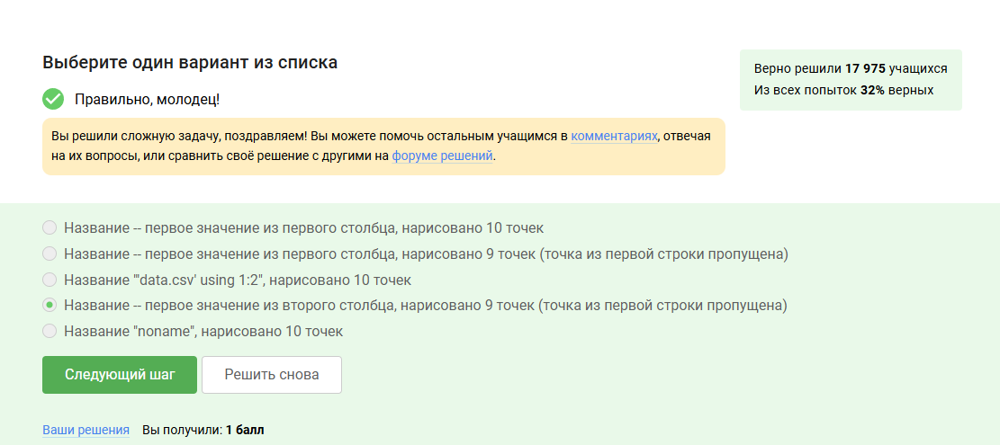 Выберите один вариант из списка
Верно решили 17 975 учащихся
Из всех попыток 32% верных
Правильно, молодец!
Вы решили сложную задачу, поздравляем! Вы можете помочь остальным учащимся в комментариях, отвечая
на их вопросы, или сравнить своё решение с другими на форуме решений.
Название -- первое значение из первого столбца, нарисовано 10 точек
Название -- первое значение из первого столбца, нарисовано 9 точек (точка из первой строки пропущена)
Название "'data.csv' using 1:2", нарисовано 10 точек
Название -- первое значение из второго столбца, нарисовано 9 точек (точка из первой строки пропущена)
Название "noname", нарисовано 10 точек
Следующий шаг
Решить снова
Ваши решения Вы получили: 1 балл